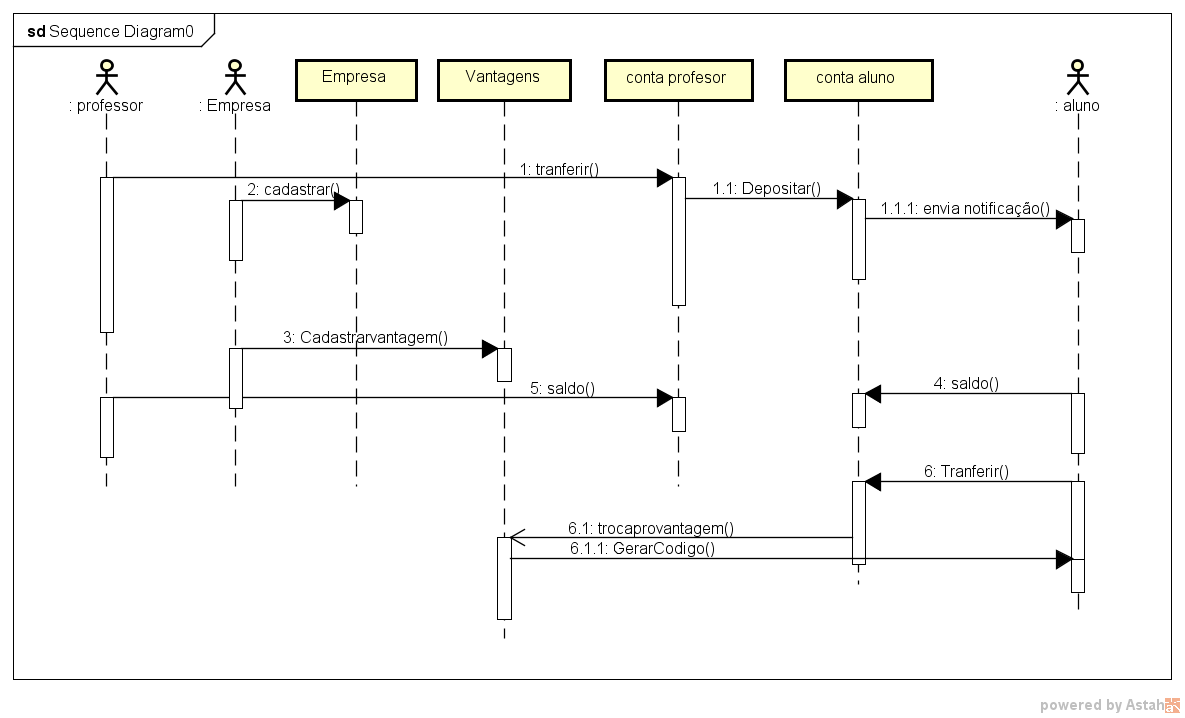 sd Sequence Diagram0
: professor
: Empresa
Empresa
Vantagens
conta profesor
conta aluno
: aluno
1: tranferir()
2: cadastrar()
1.1: Depositar()
1.1.1: envia notificação()
3: Cadastrarvantagem()
5: saldo()
4: saldo()
6: Tranferir()
6.1: trocaprovantagem()
6.1.1: GerarCodigo()
powered by Astah